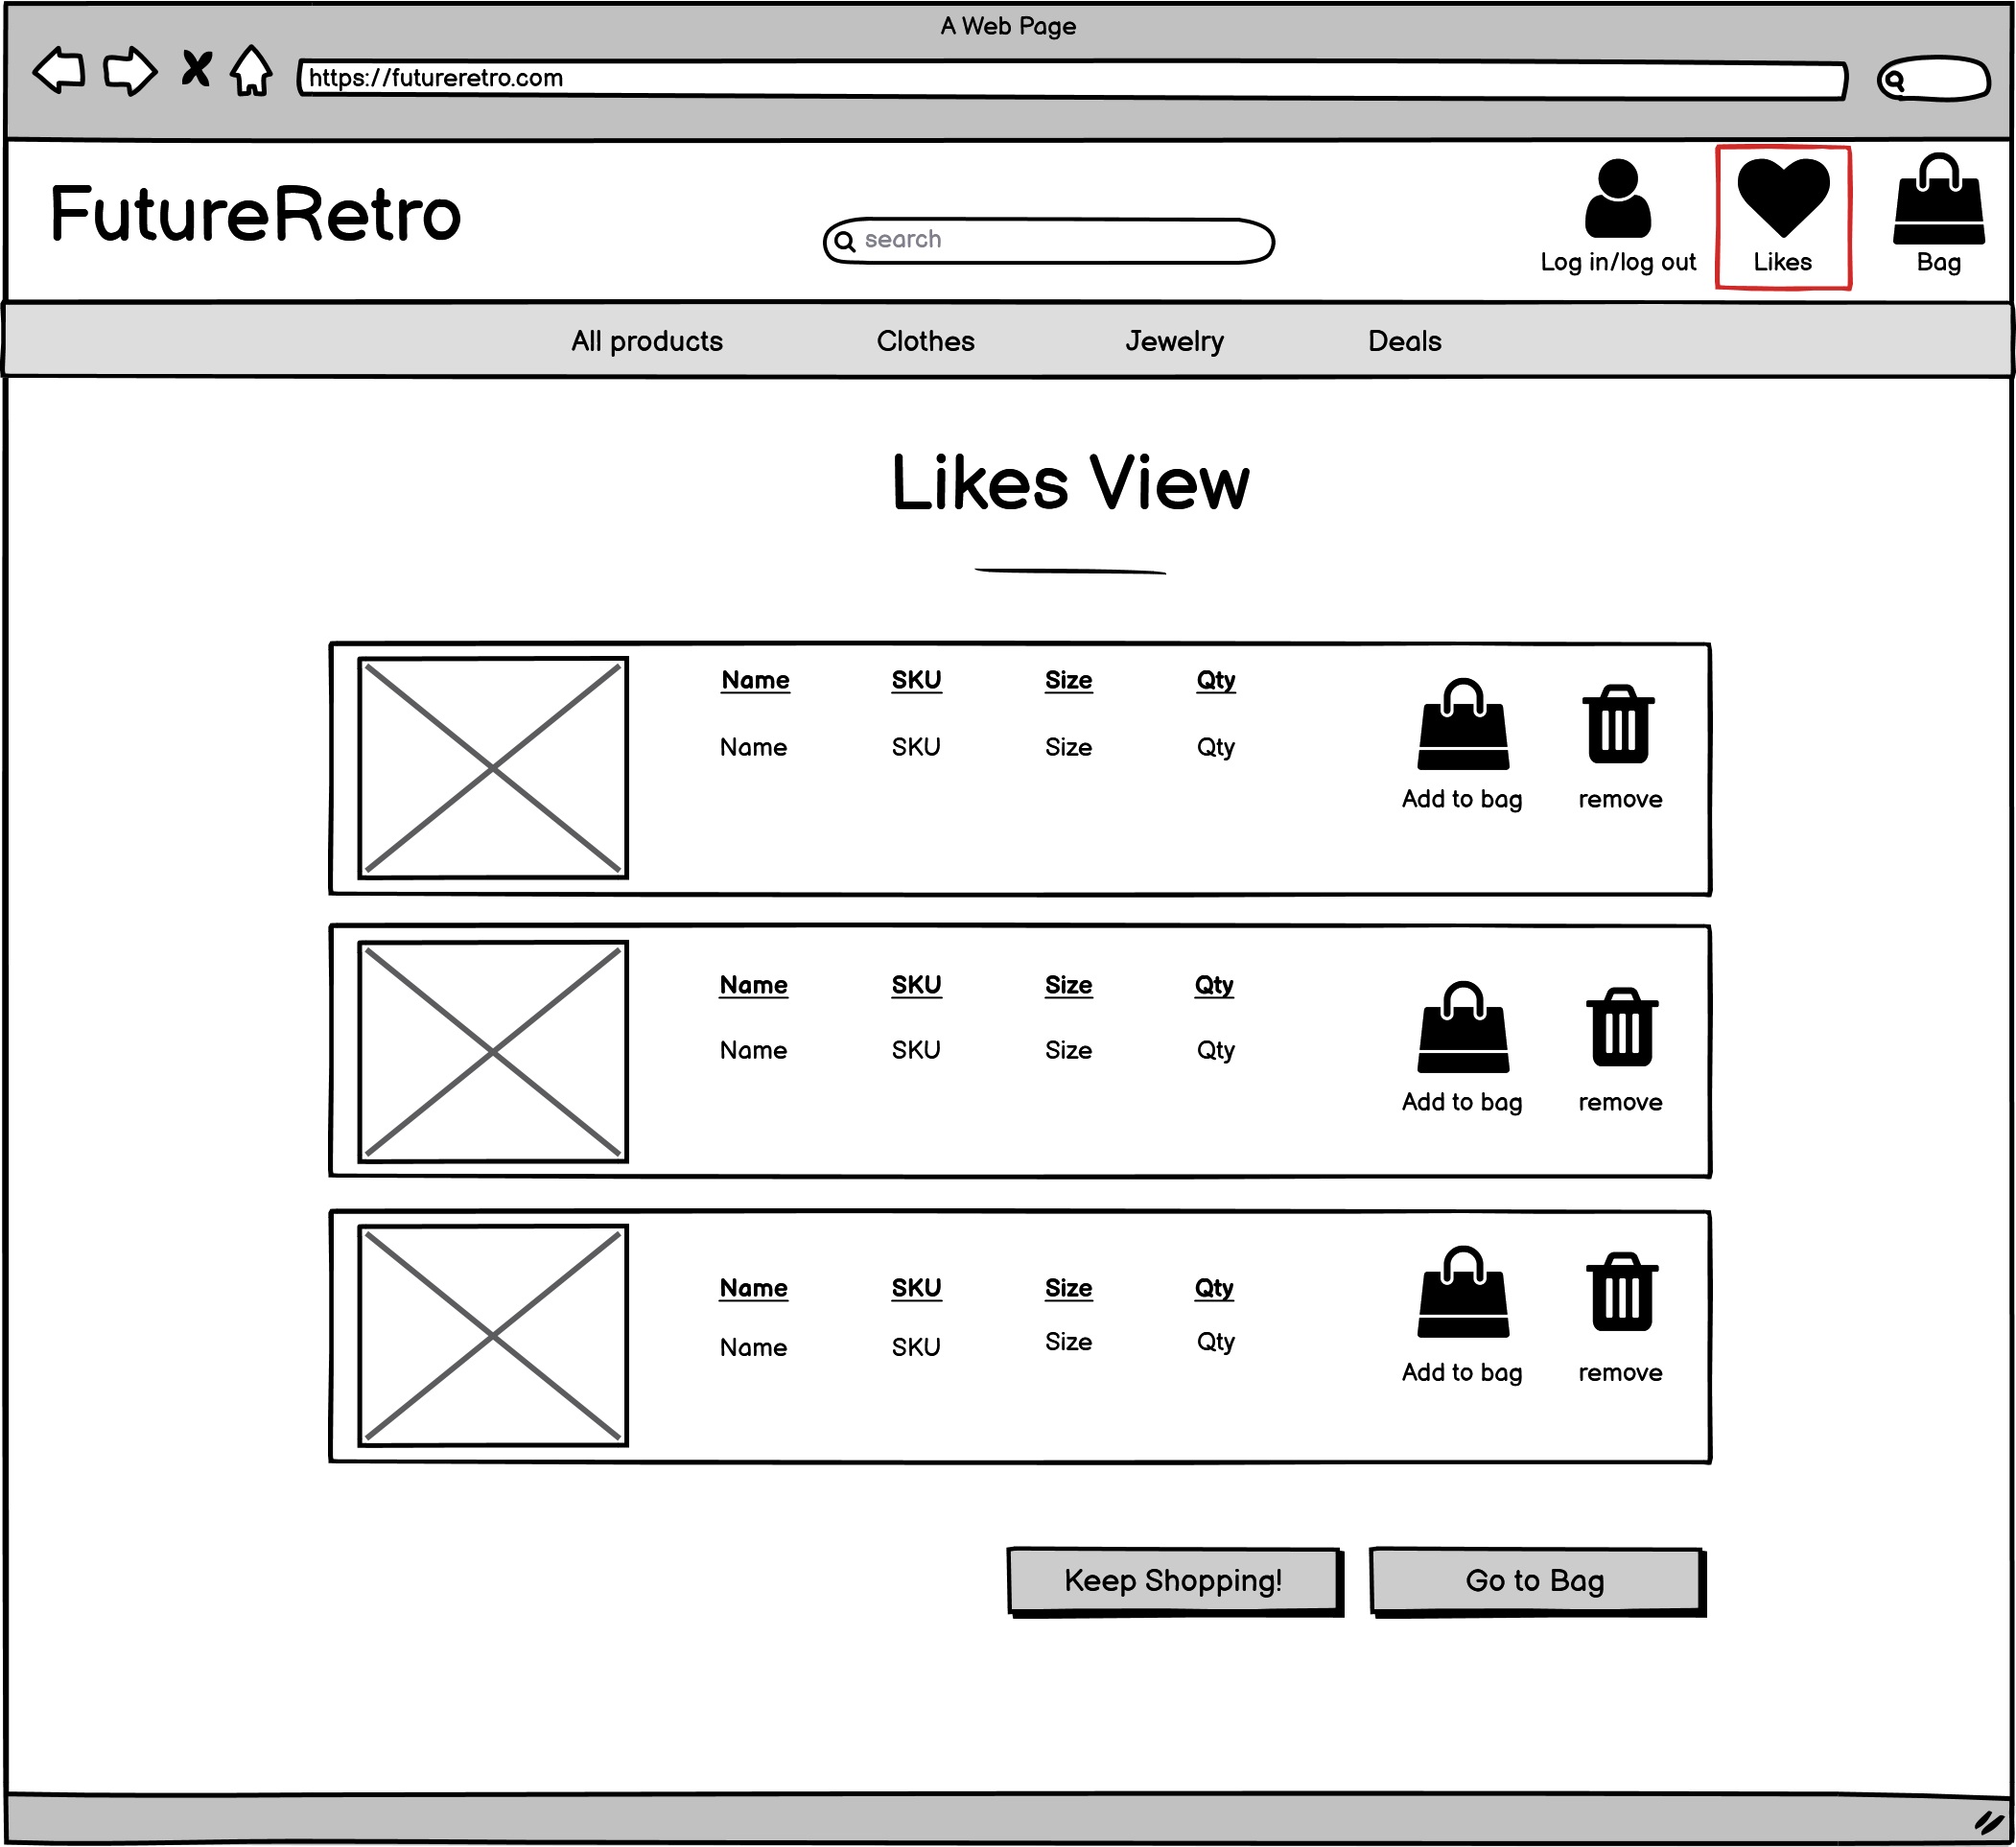 A Web Page
https://futureretro.com
FutureRetro
search
Log in/log out
Likes
Bag
All products Clothes Jewelry Deals
Likes View
Name SKU Size Qty
Name SKU Size Qty
Add to bag remove
Name SKU Size Qty
Name SKU Size Qty
Add to bag remove
Name SKU Size Qty
Name SKU Size Qty
Add to bag remove
Keep Shopping! Go to Bag